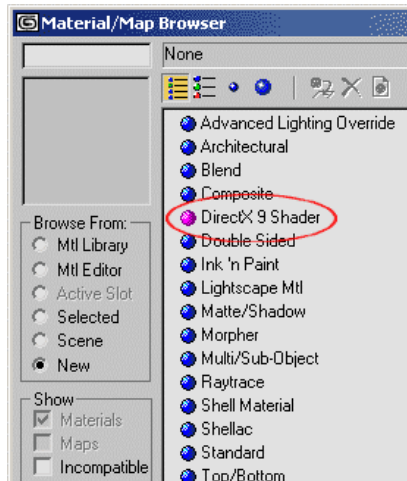 Material/Map Browser
None
Advanced Lighting Override
Architectural
Blend
Composite
DirectX 9 Shader
Double Sided
Ink 'n Paint
Lightscape Mtl
Matte/Shadow
Morpher
Multi/Sub-Object
Raytrace
Shell Material
Shellac
Standard
Top/Bottom
Browse From:
Mtl Library
Mtl Editor
Active Slot
Selected
Scene
New
Show
Materials
Maps
Incompatible